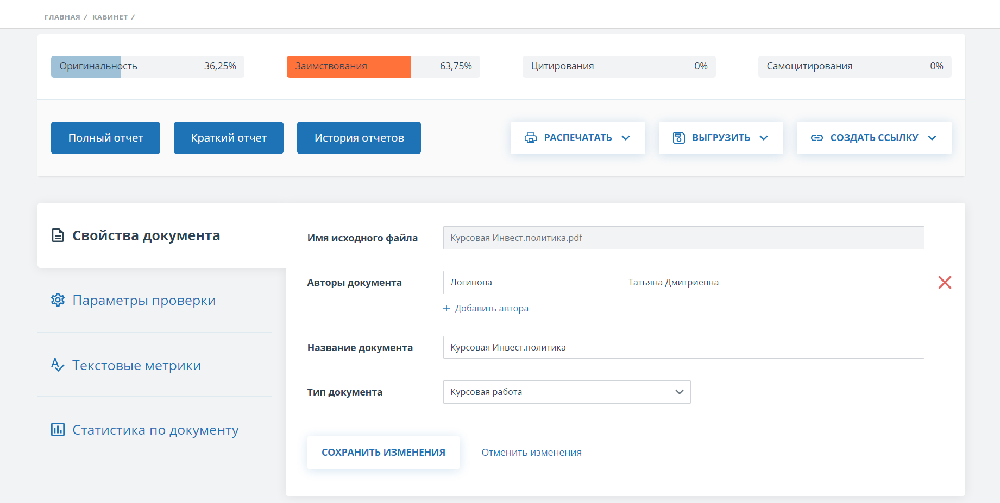 ГЛАВНАЯ / КАБИНЕТ /
Оригинальность 36,25%
Заимствования 63,75%
Цитирования 0%
Самоцитирования 0%
Полный отчет
Краткий отчет
История отчетов
РАСПЕЧАТАТЬ
ВЫГРУЗИТЬ
СОЗДАТЬ ССЫЛКУ
Свойства документа
Параметры проверки
Текстовые метрики
Статистика по документу
Имя исходного файла Курсовая Инвест.политика.pdf
Авторы документа Логинова Татьяна Дмитриевна
+ Добавить автора
Название документа Курсовая Инвест.политика
Тип документа Курсовая работа
СОХРАНИТЬ ИЗМЕНЕНИЯ Отменить изменения